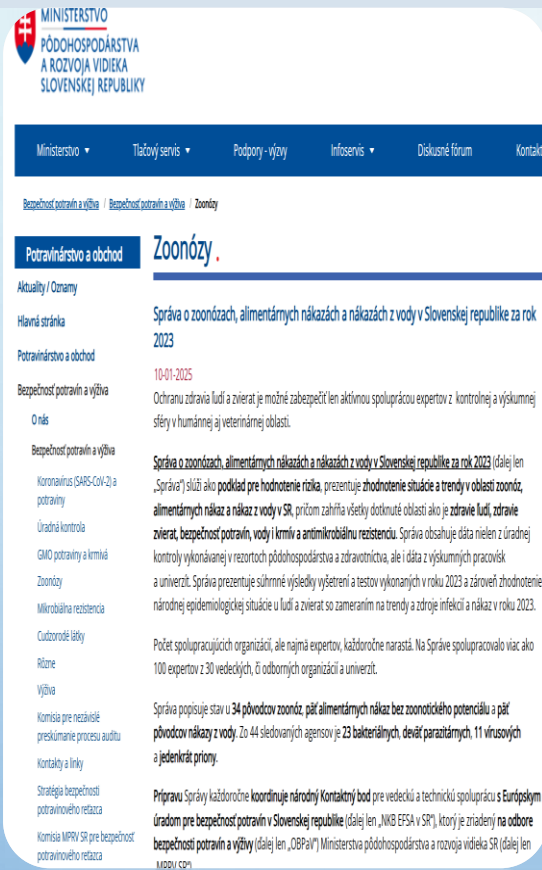 MINISTERSTVO
PÔDOHOSPODÁRSTVA
A ROZVOJA VIDIEKA
SLOVENSKEJ REPUBLIKY
Ministerstvo ▾ Tlačový servis ▾ Podpory - výzvy Infoservis ▾ Diskusné fórum Kontakt
Bezpečnosť potravín a výživa / Bezpečnosť potravín a výživa / Zoonózy
Potravinárstvo a obchod
Aktuality / Oznamy
Hlavná stránka
Potravinárstvo a obchod
Bezpečnosť potravín a výživa
O nás
Bezpečnosť potravín a výživa
Koronavírus (SARS-CoV-2) a
potraviny
Úradná kontrola
GMO potraviny a krmivá
Zoonózy
Mikrobiálna rezistencia
Cudzorodé látky
Rôzne
Výživa
Komisia pre nezávislé
preskúmanie procesu auditu
Kontakty a linky
Stratégia bezpečnosti
potravinového reťazca
Komisia MPRV SR pre bezpečnosť
potravinového reťazca
Zoonózy .
Správa o zoonózach, alimentárnych nákazách a nákazách z vody v Slovenskej republike za rok
2023
10-01-2025
Ochranu zdravia ľudí a zvierat je možné zabezpečiť len aktívnou spoluprácou expertov z kontrolnej a výskumnej
sféry v humánnej aj veterinárnej oblasti.
Správa o zoonózach, alimentárnych nákazách a nákazách z vody v Slovenskej republike za rok 2023 (ďalej len
„Správa") slúži ako podklad pre hodnotenie rizika, prezentuje zhodnotenie situácie a trendy v oblasti zoonóz,
alimentárnych nákaz a nákaz z vody v SR, pričom zahŕňa všetky dotknuté oblasti ako je zdravie ľudí, zdravie
zvierat, bezpečnosť potravín, vody i krmív a antimikrobiálnu rezistenciu. Správa obsahuje dáta nielen z úradnej
kontroly vykonávanej v rezortoch pôdohospodárstva a zdravotníctva, ale i dáta z výskumných pracovísk
a univerzít. Správa prezentuje súhrnné výsledky vyšetrení a testov vykonaných v roku 2023 a zároveň zhodnotenie
národnej epidemiologickej situácie u ľudí a zvierat so zameraním na trendy a zdroje infekcií a nákaz v roku 2023.
Počet spolupracujúcich organizácií, ale najmä expertov, každoročne narastá. Na Správe spolupracovalo viac ako
100 expertov z 30 vedeckých, či odborných organizácií a univerzít.
Správa popisuje stav u 34 pôvodcov zoonóz, päť alimentárnych nákaz bez zoonotického potenciálu a päť
pôvodcov nákazy z vody. Zo 44 sledovaných agensov je 23 bakteriálnych, deväť parazitárnych, 11 vírusových
a jedenkrát priony.
Prípravu Správy každoročne koordinuje národný Kontaktný bod pre vedeckú a technickú spoluprácu s Európskym
úradom pre bezpečnosť potravín v Slovenskej republike (ďalej len „NKB EFSA v SR"), ktorý je zriadený na odbore
bezpečnosti potravín a výživy (ďalej len „OBPaV") Ministerstva pôdohospodárstva a rozvoja vidieka SR (ďalej len
„MPRV SR")